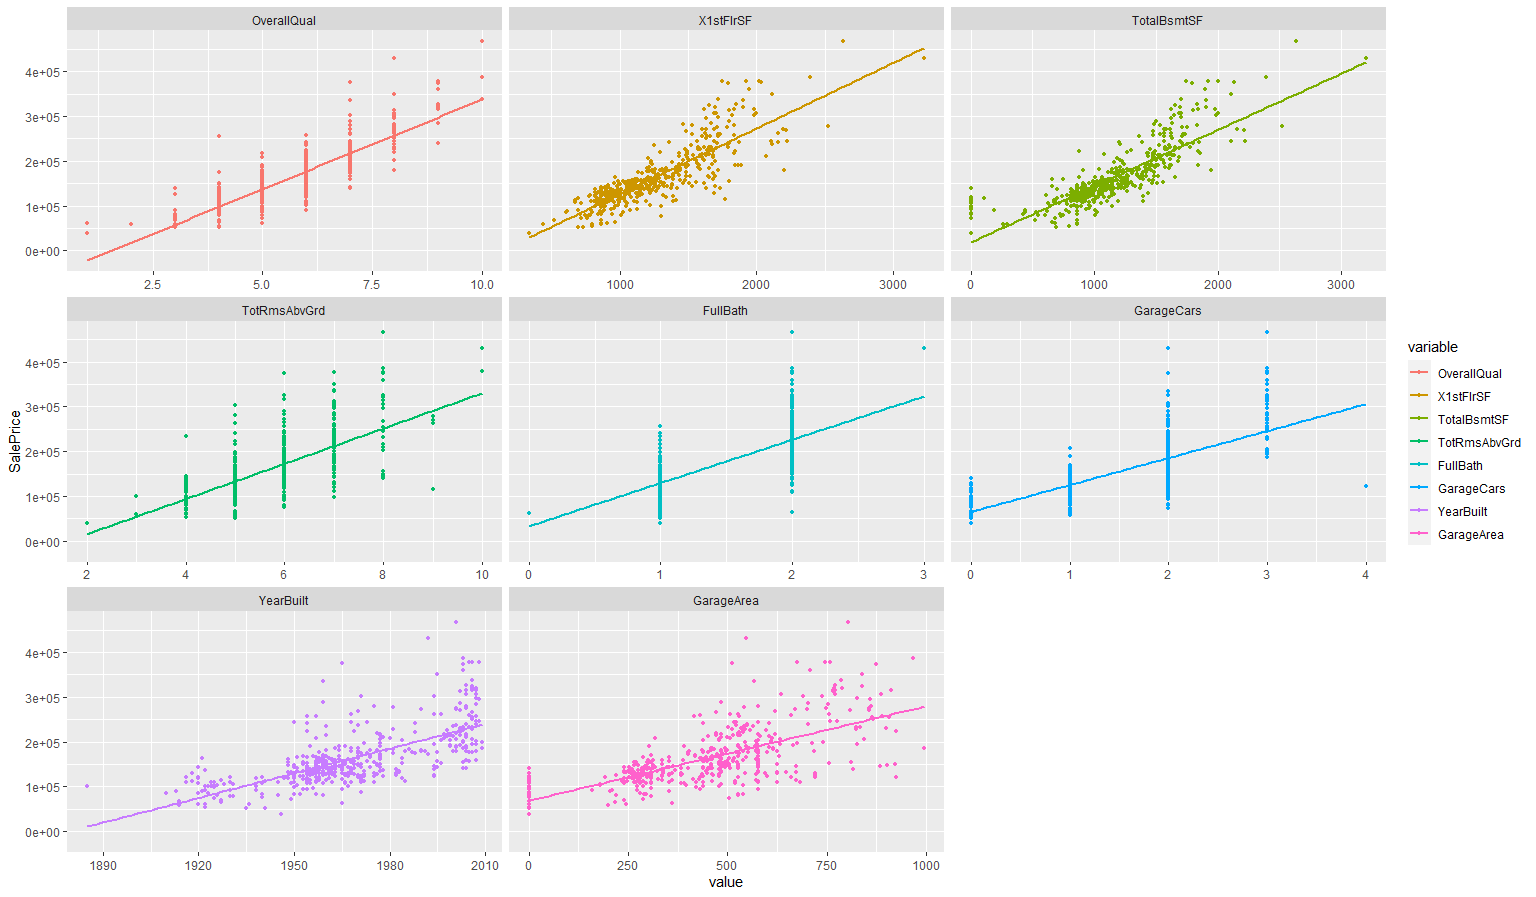 OverallQual
X1stFlrSF
TotalBsmtSF
4e+05
3e+05
2e+05
1e+05
0e+00
2.5 5.0 7.5 10.0
1000 2000 3000
0 1000 2000 3000
TotRmsAbvGrd
FullBath
GarageCars
SalePrice
4e+05
3e+05
2e+05
1e+05
0e+00
2 4 6 8 10
0 1 2 3
0 1 2 3 4
YearBuilt
GarageArea
4e+05
3e+05
2e+05
1e+05
0e+00
1890 1920 1950 1980 2010
0 250 500 750 1000
value
variable
OverallQual
X1stFlrSF
TotalBsmtSF
TotRmsAbvGrd
FullBath
GarageCars
YearBuilt
GarageArea